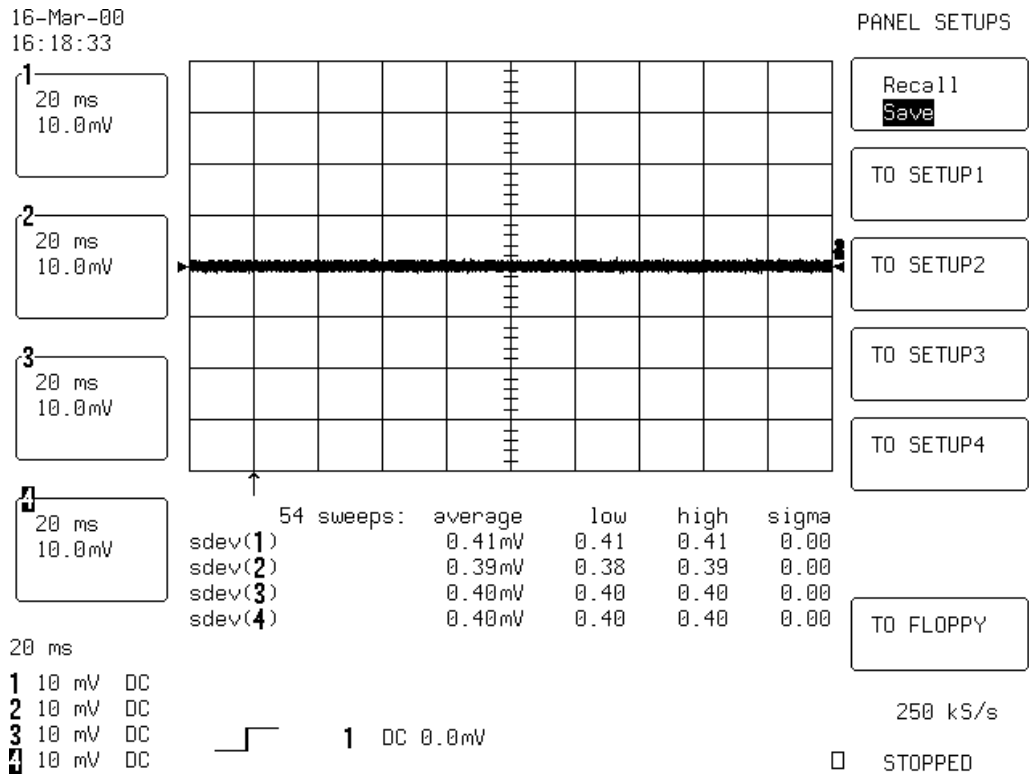 16-Mar-00
16:18:33
PANEL SETUPS
1
20 ms
10.0mV
2
20 ms
10.0mV
3
20 ms
10.0mV
4
20 ms
10.0mV
Recall
Save
TO SETUP1
TO SETUP2
TO SETUP3
TO SETUP4
TO FLOPPY
54 sweeps: average low high sigma
sdev(1) 0.41mV 0.41 0.41 0.00
sdev(2) 0.39mV 0.38 0.39 0.00
sdev(3) 0.40mV 0.40 0.40 0.00
sdev(4) 0.40mV 0.40 0.40 0.00
20 ms
1 10 mV DC
2 10 mV DC
3 10 mV DC
4 10 mV DC
1 DC 0.0mV
250 kS/s
STOPPED